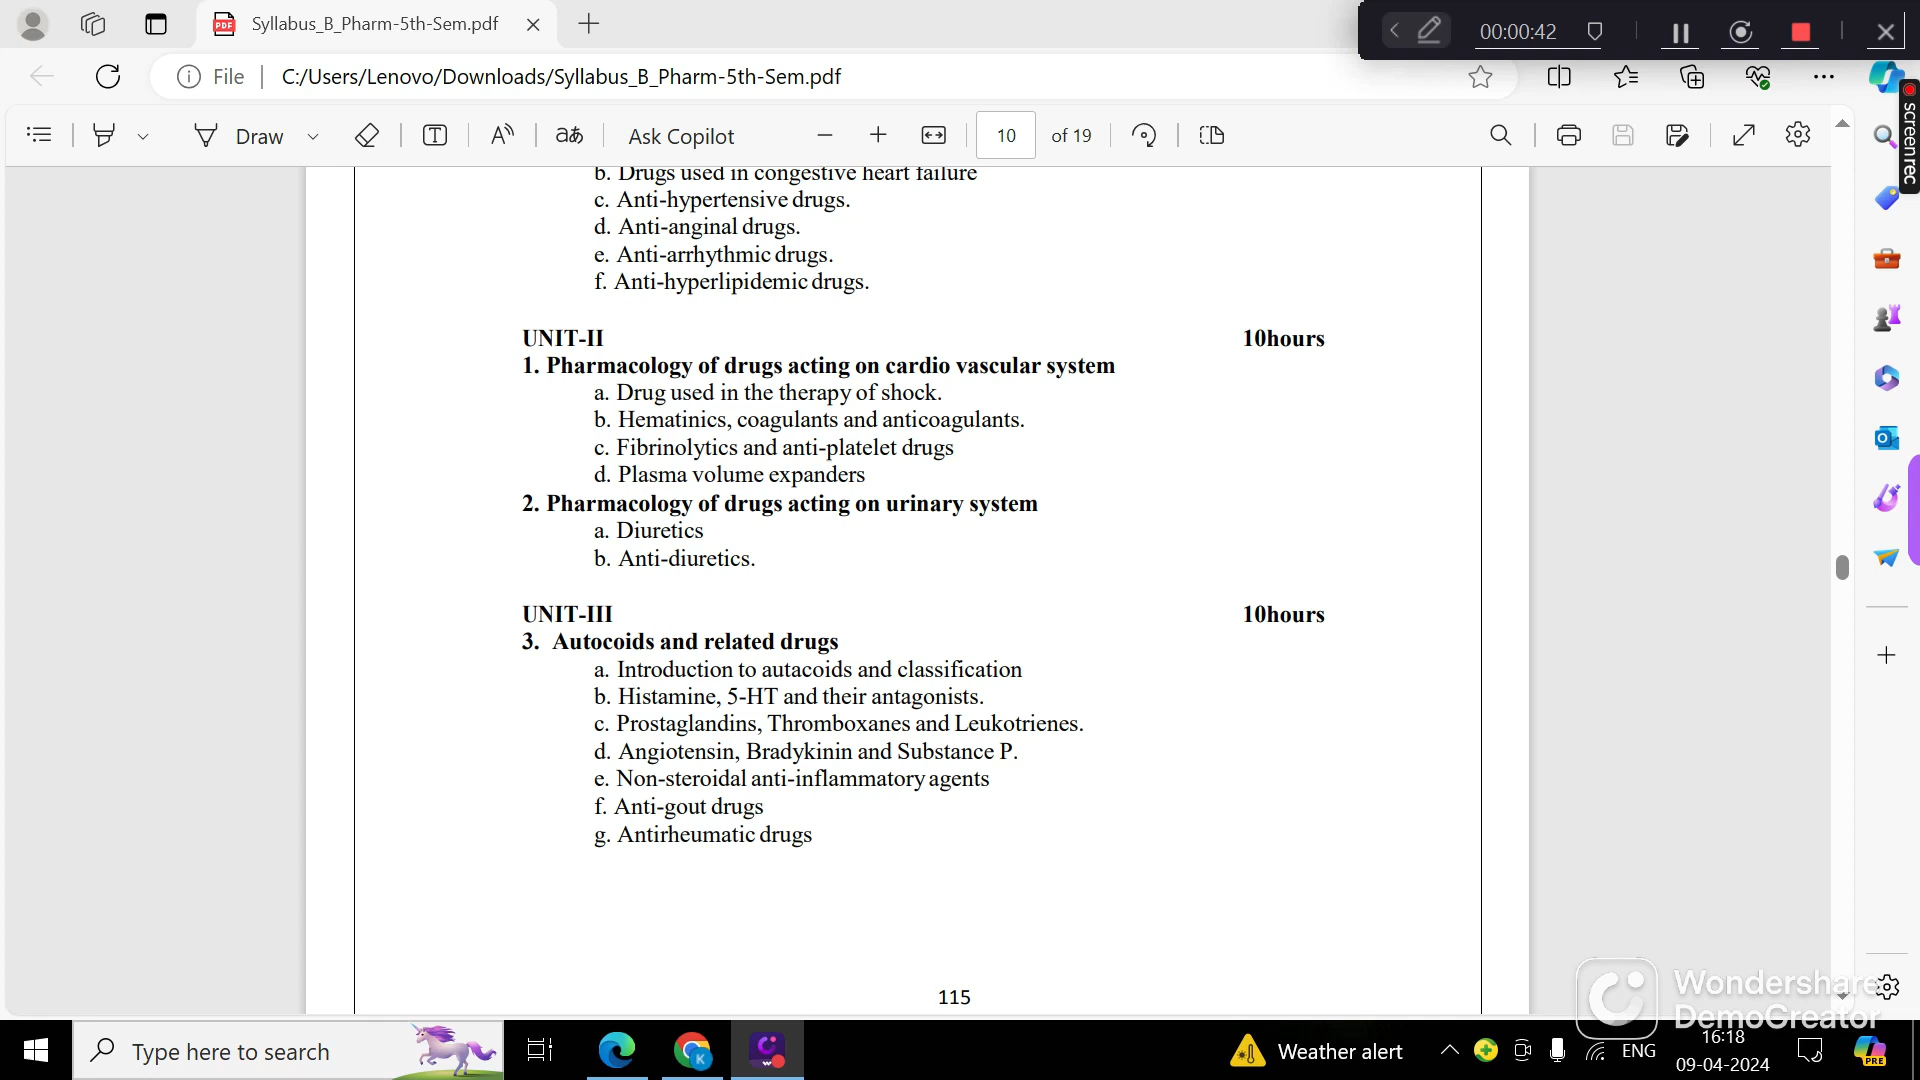 Syllabus_B_Pharm-5th-Sem.pdf
00:00:42
File
C:/Users/Lenovo/Downloads/Syllabus_B_Pharm-5th-Sem.pdf
Draw
Ask Copilot
10 of 19
screenrec
b. Drugs used in congestive heart failure
c. Anti-hypertensive drugs.
d. Anti-anginal drugs.
e. Anti-arrhythmic drugs.
f. Anti-hyperlipidemic drugs.
UNIT-II 10hours
1. Pharmacology of drugs acting on cardio vascular system
a. Drug used in the therapy of shock.
b. Hematinics, coagulants and anticoagulants.
c. Fibrinolytics and anti-platelet drugs
d. Plasma volume expanders
2. Pharmacology of drugs acting on urinary system
a. Diuretics
b. Anti-diuretics.
UNIT-III 10hours
3. Autocoids and related drugs
a. Introduction to autacoids and classification
b. Histamine, 5-HT and their antagonists.
c. Prostaglandins, Thromboxanes and Leukotrienes.
d. Angiotensin, Bradykinin and Substance P.
e. Non-steroidal anti-inflammatory agents
f. Anti-gout drugs
g. Antirheumatic drugs
115
Wondershare
DemoCreator
Type here to search
Weather alert
ENG
16:18
09-04-2024